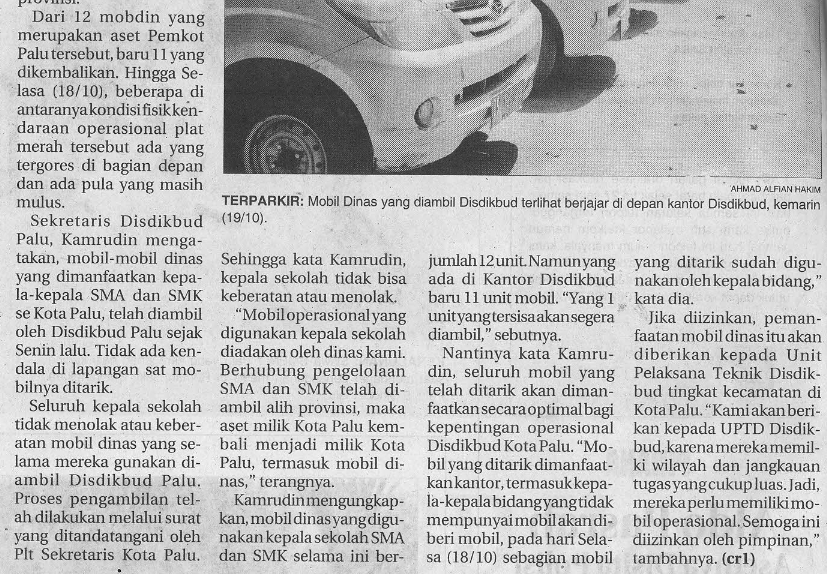 provinsi.
Dari 12 mobdin yang
merupakan aset Pemkot
Palu tersebut, baru 11 yang
dikembalikan. Hingga Se-
lasa (18/10), beberapa di
antaranya kondisi fisik ken-
daraan operasional plat
merah tersebut ada yang
tergores di bagian depan
dan ada pula yang masih
mulus.
Sekretaris Disdikbud
Palu, Kamrudin menga-
takan, mobil-mobil dinas
yang dimanfaatkan kepa-
la-kepala SMA dan SMK
se Kota Palu, telah diambil
oleh Disdikbud Palu sejak
Senin lalu. Tidak ada ken-
dala di lapangan sat mo-
bilnya ditarik.
Seluruh kepala sekolah
tidak menolak atau keber-
atan mobil dinas yang se-
lama mereka gunakan di-
ambil Disdikbud Palu.
Proses pengambilan tel-
ah dilakukan melalui surat
yang ditandatangani oleh
Plt Sekretaris Kota Palu.
AHMAD ALFIAN HAKIM
TERPARKIR: Mobil Dinas yang diambil Disdikbud terlihat berjajar di depan kantor Disdikbud, kemarin
(19/10).
Sehingga kata Kamrudin,
kepala sekolah tidak bisa
keberatan atau menolak.
"Mobil operasional yang
digunakan kepala sekolah
diadakan oleh dinas kami.
Berhubung pengelolaan
SMA dan SMK telah di-
ambil alih provinsi, maka
aset milik Kota Palu kem-
bali menjadi milik Kota
Palu, termasuk mobil di-
nas," terangnya.
Kamrudin mengungkap-
kan, mobil dinas yang digu-
nakan kepala sekolah SMA
dan SMK selama ini ber-
jumlah 12 unit. Namun yang
ada di Kantor Disdikbud
baru 11 unit mobil. "Yang 1
unit yang tersisa akan segera
diambil," sebutnya.
Nantinya kata Kamru-
din, seluruh mobil yang
telah ditarik akan diman-
faatkan secara optimal bagi
kepentingan operasional
Disdikbud Kota Palu. "Mo-
bil yang ditarik dimanfaat-
kan kantor, termasuk kepa-
la-kepala bidang yang tidak
mempunyai mobil akan di-
beri mobil, pada hari Sela-
sa (18/10) sebagian mobil
yang ditarik sudah digu-
nakan oleh kepala bidang,"
kata dia.
Jika diizinkan, peman-
faatan mobil dinas itu akan
diberikan kepada Unit
Pelaksana Teknik Disdik-
bud tingkat kecamatan di
Kota Palu. "Kami akan beri-
kan kepada UPTD Disdik-
bud, karena mereka memil-
ki wilayah dan jangkauan
tugas yang cukup luas. Jadi,
mereka perlu memiliki mo-
bil operasional. Semoga ini
diizinkan oleh pimpinan,"
tambahnya. (cr1)